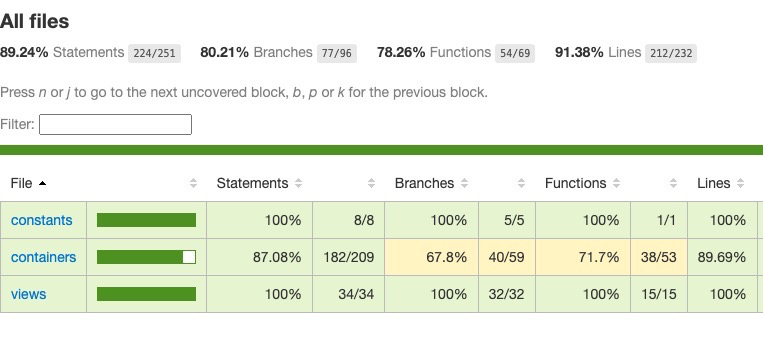 All files
89.24% Statements 224/251 80.21% Branches 77/96 78.26% Functions 54/69 91.38% Lines 212/232
Press n or j to go to the next uncovered block, b, p or k for the previous block.
Filter:
File Statements Branches Functions Lines
constants 100% 8/8 100% 5/5 100% 1/1 100%
containers 87.08% 182/209 67.8% 40/59 71.7% 38/53 89.69%
views 100% 34/34 100% 32/32 100% 15/15 100%